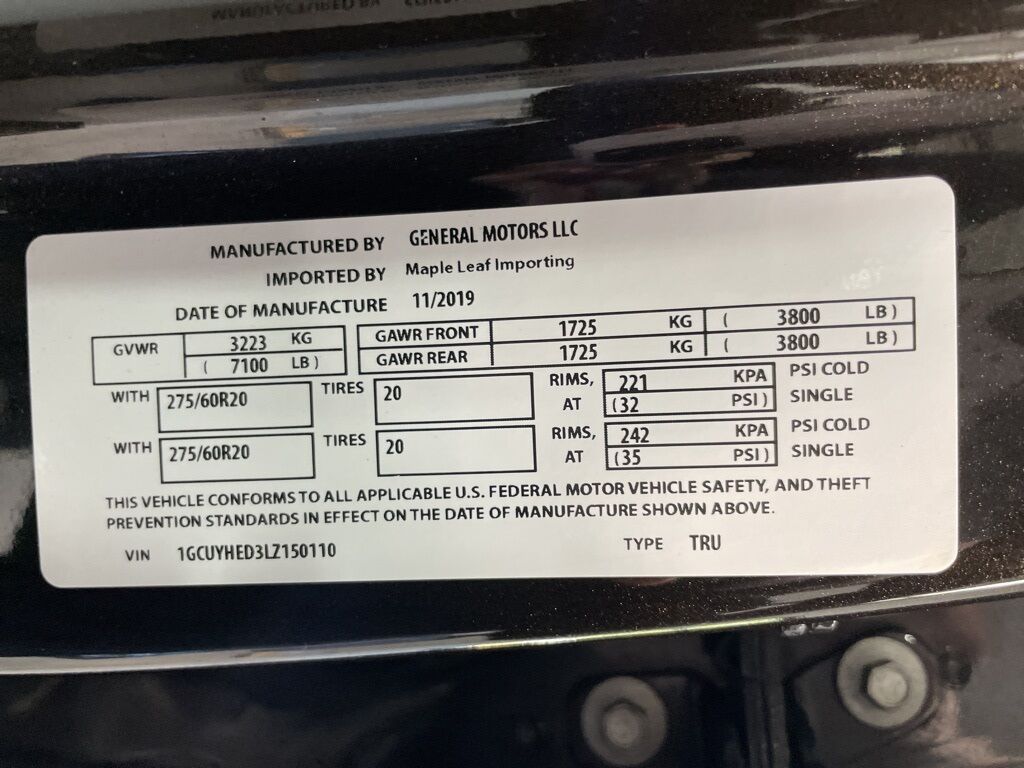 MANUFACTURED BY GENERAL MOTORS LLC
IMPORTED BY Maple Leaf Importing
DATE OF MANUFACTURE 11/2019
GVWR 3223 KG GAWR FRONT 1725 KG ( 3800 LB )
( 7100 LB ) GAWR REAR 1725 KG ( 3800 LB )
WITH 275/60R20 TIRES 20 RIMS, 221 KPA PSI COLD
AT (32 PSI ) SINGLE
WITH 275/60R20 TIRES 20 RIMS, 242 KPA PSI COLD
AT (35 PSI ) SINGLE
THIS VEHICLE CONFORMS TO ALL APPLICABLE U.S. FEDERAL MOTOR VEHICLE SAFETY, AND THEFT
PREVENTION STANDARDS IN EFFECT ON THE DATE OF MANUFACTURE SHOWN ABOVE.
VIN 1GCUYHED3LZ150110 TYPE TRU